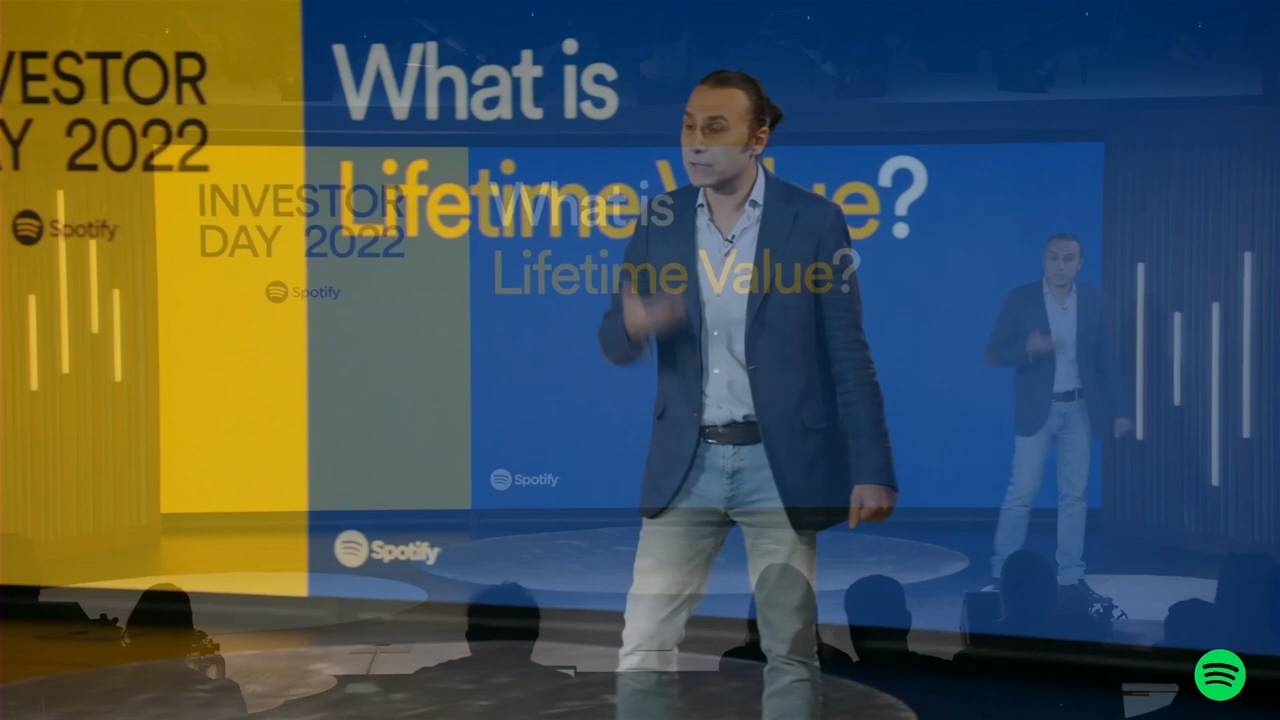 VESTOR
Y 2022
Spotify
What is
Lifetime Value?
Spotify
INVESTOR
DAY 2022
Spotify
What is
Lifetime Value?
Spotify